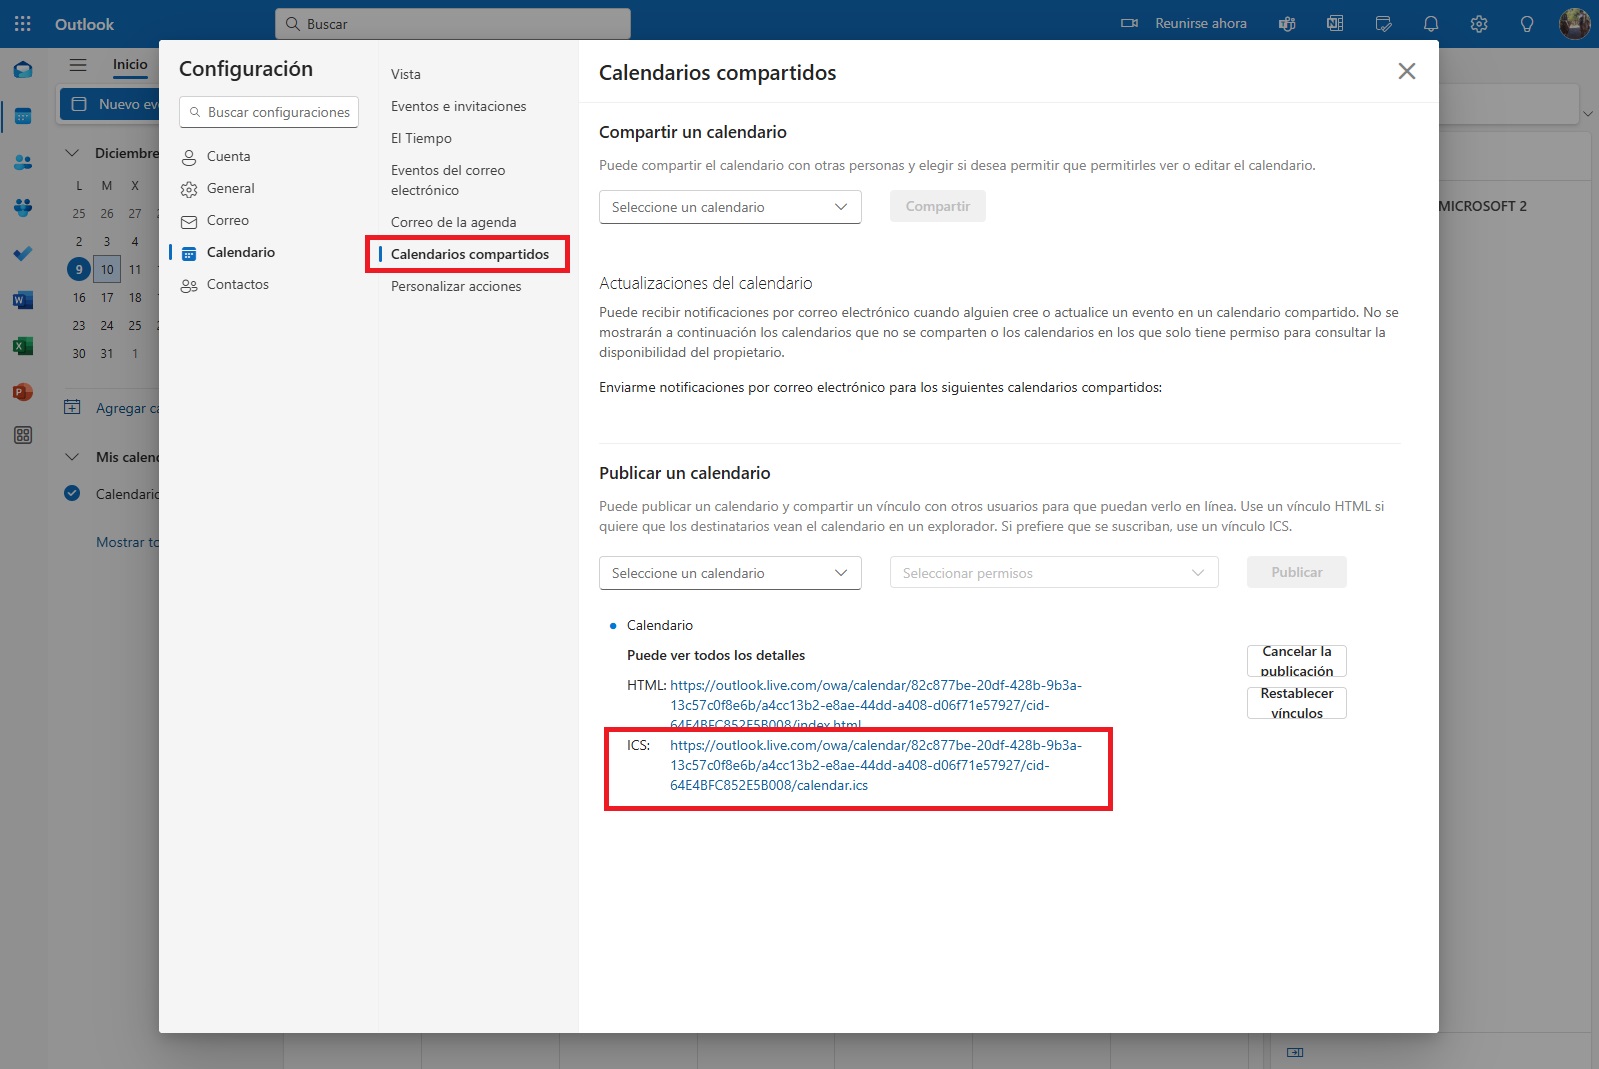 Outlook
Buscar
Reunirse ahora
Inicio
Nuevo eve
Diciembre
L M X
25 26 27
2 3 4
9 10 11
16 17 18
23 24 25
30 31 1
Agregar ca
Mis calend
Calendario
Mostrar to
Configuración
Buscar configuraciones
Cuenta
General
Correo
Calendario
Contactos
Vista
Eventos e invitaciones
El Tiempo
Eventos del correo
electrónico
Correo de la agenda
Calendarios compartidos
Personalizar acciones
Calendarios compartidos
Compartir un calendario
Puede compartir el calendario con otras personas y elegir si desea permitir que permitirles ver o editar el calendario.
Seleccione un calendario
Compartir
Actualizaciones del calendario
Puede recibir notificaciones por correo electrónico cuando alguien cree o actualice un evento en un calendario compartido. No se
mostrarán a continuación los calendarios que no se comparten o los calendarios en los que solo tiene permiso para consultar la
disponibilidad del propietario.
Enviarme notificaciones por correo electrónico para los siguientes calendarios compartidos:
Publicar un calendario
Puede publicar un calendario y compartir un vínculo con otros usuarios para que puedan verlo en línea. Use un vínculo HTML si
quiere que los destinatarios vean el calendario en un explorador. Si prefiere que se suscriban, use un vínculo ICS.
Seleccione un calendario
Seleccionar permisos
Publicar
Calendario
Puede ver todos los detalles
HTML: https://outlook.live.com/owa/calendar/82c877be-20df-428b-9b3a-
13c57c0f8e6b/a4cc13b2-e8ae-44dd-a408-d06f71e57927/cid-
64E4BFC852E5B008/index.html
ICS: https://outlook.live.com/owa/calendar/82c877be-20df-428b-9b3a-
13c57c0f8e6b/a4cc13b2-e8ae-44dd-a408-d06f71e57927/cid-
64E4BFC852E5B008/calendar.ics
Cancelar la
publicación
Restablecer
vínculos
MICROSOFT 2